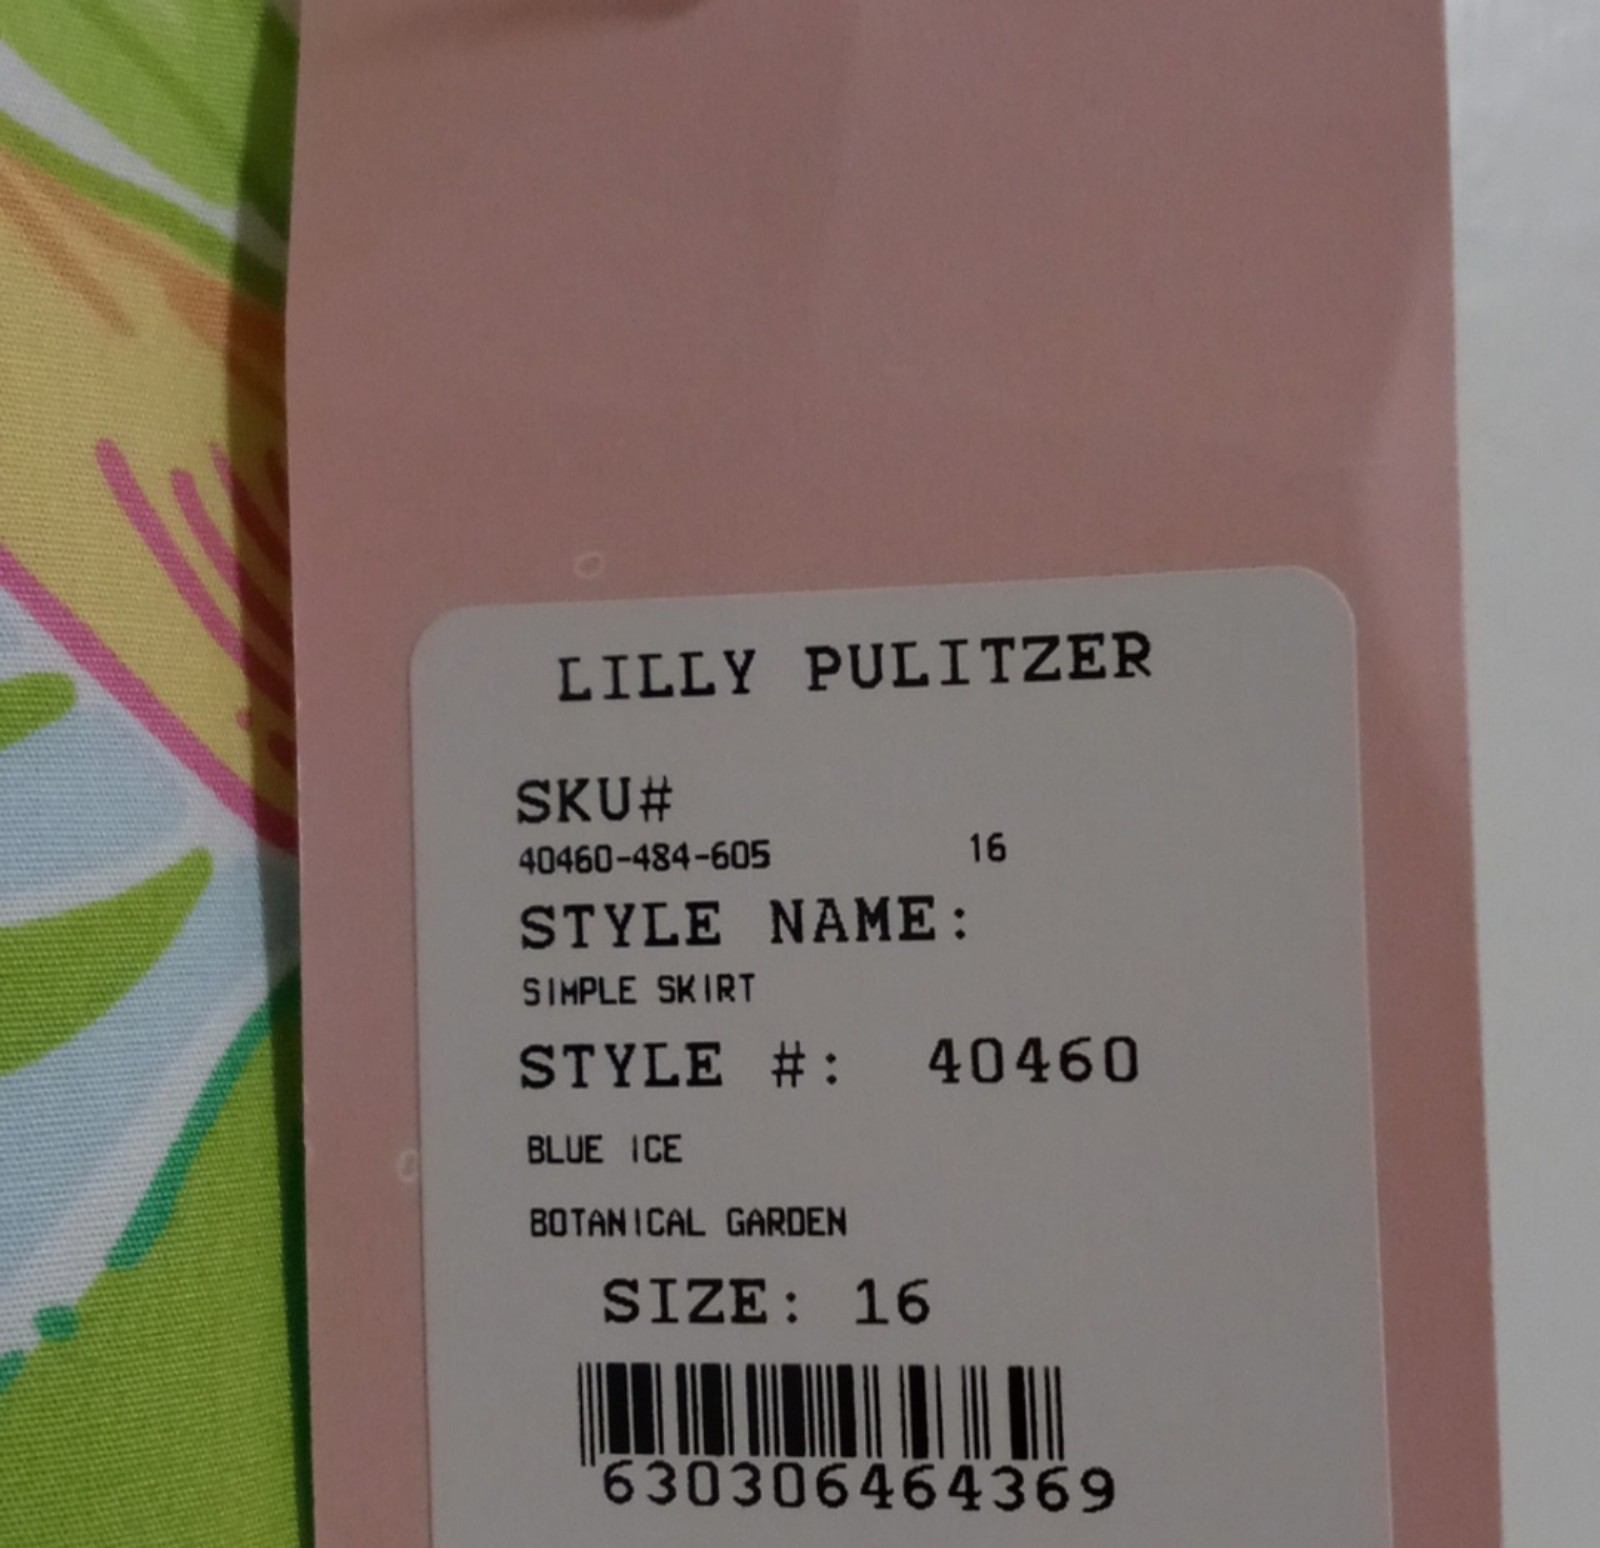 LILLY PULITZER
SKU#
40460-484-605 16
STYLE NAME:
SIMPLE SKIRT
STYLE #: 40460
BLUE ICE
BOTANICAL GARDEN
SIZE: 16
630306464369